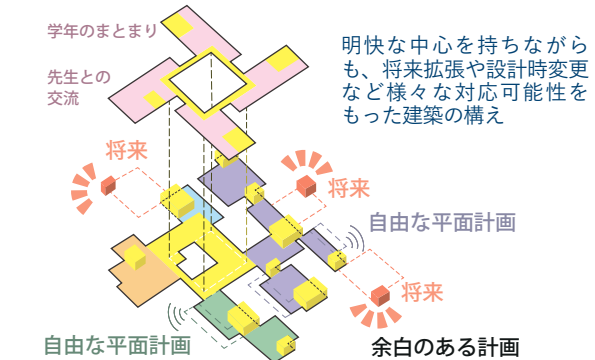 学年のまとまり
先生との
交流
明快な中心を持ちながら
も、将来拡張や設計時変更
など様々な対応可能性を
もった建築の構え
将来
将来
自由な平面計画
将来
自由な平面計画
余白のある計画